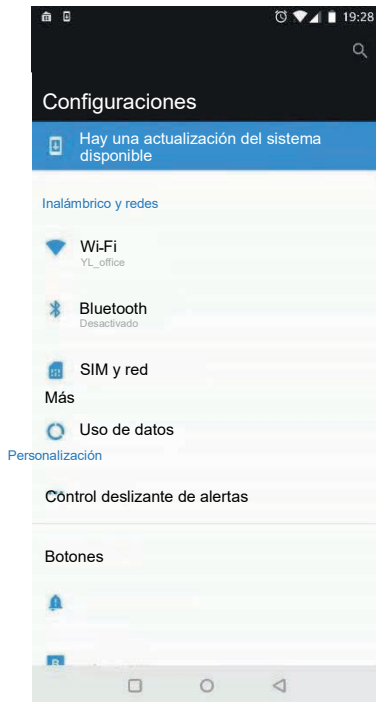 19:28
Configuraciones
Hay una actualización del sistema
disponible
Inalámbrico y redes
Wi-Fi
YL_office
Bluetooth
Desactivado
SIM y red
Más
Uso de datos
Personalización
Control deslizante de alertas
Botones